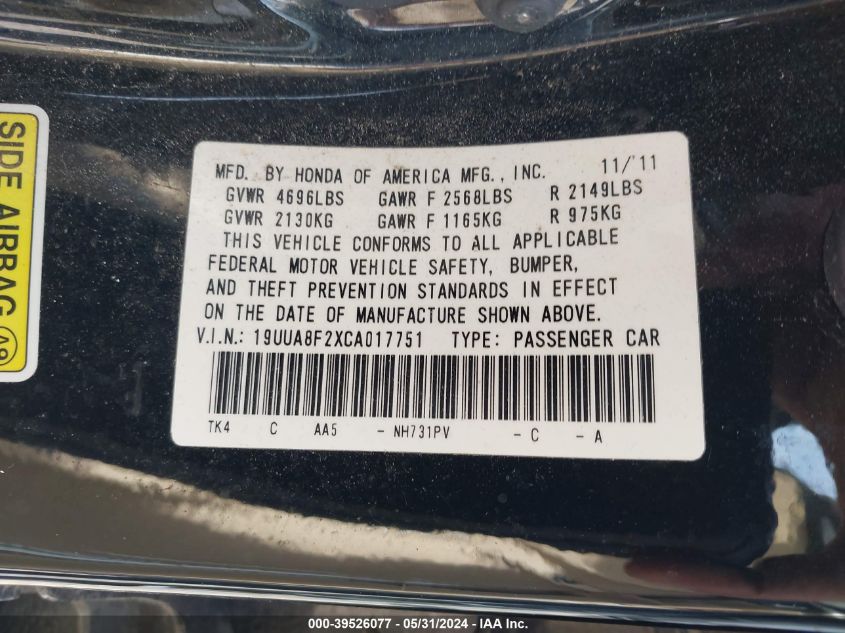 SIDE AIRBAG A9
MFD. BY HONDA OF AMERICA MFG., INC. 11/'11
GVWR 4696LBS GAWR F 2568LBS R 2149LBS
GVWR 2130KG GAWR F 1165KG R 975KG
THIS VEHICLE CONFORMS TO ALL APPLICABLE
FEDERAL MOTOR VEHICLE SAFETY, BUMPER,
AND THEFT PREVENTION STANDARDS IN EFFECT
ON THE DATE OF MANUFACTURE SHOWN ABOVE.
V.I.N.: 19UUA8F2XCA017751 TYPE: PASSENGER CAR
TK4 C AA5 - NH731PV - C - A
000-39526077 - 05/31/2024 - IAA Inc.